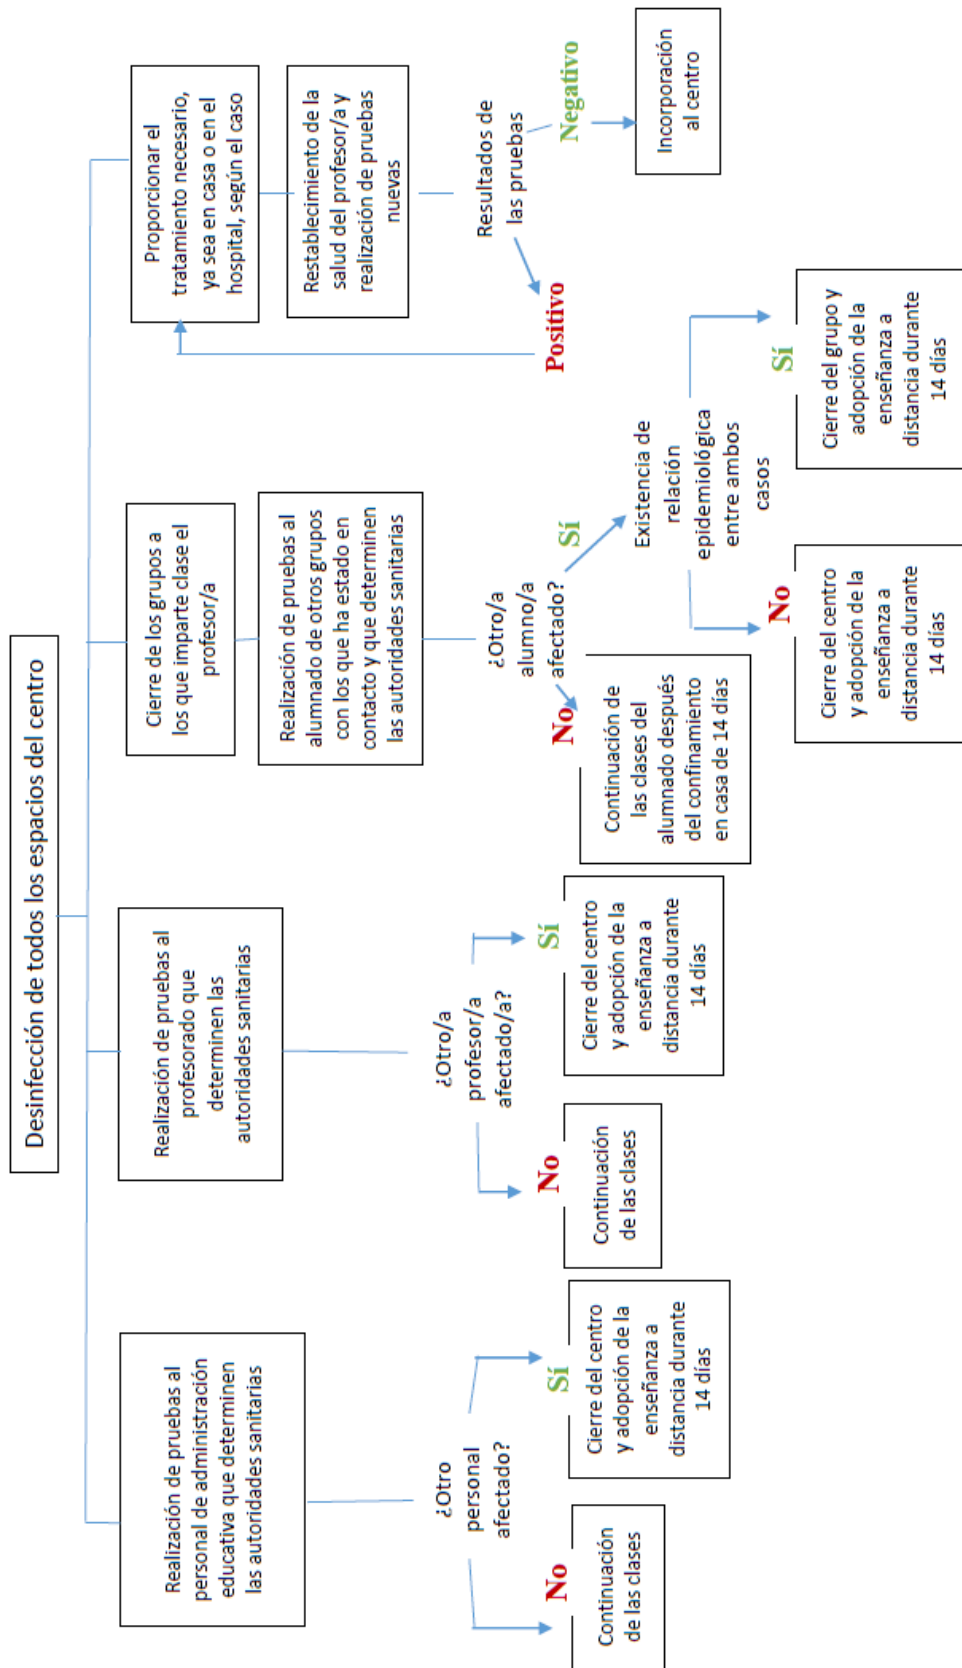 Desinfección de todos los espacios del centro
Realización de pruebas al
personal de administración
educativa que determinen
las autoridades sanitarias
¿Otro
personal
afectado?
No
Continuación
de las clases
Sí
Cierre del centro
y adopción de la
enseñanza a
distancia durante
14 días
Realización de pruebas al
profesorado que
determinen las
autoridades sanitarias
¿Otro/a
profesor/a
afectado/a?
No
Continuación
de las clases
Sí
Cierre del centro
y adopción de la
enseñanza a
distancia durante
14 días
Cierre de los grupos a
los que imparte clase el
profesor/a
Realización de pruebas al
alumnado de otros grupos
con los que ha estado en
contacto y que determinen
las autoridades sanitarias
¿Otro/a
alumno/a
afectado?
No
Continuación de
las clases del
alumnado después
del confinamiento
en casa de 14 días
Sí
Existencia de
relación
epidemiológica
entre ambos
casos
No
Cierre del centro
y adopción de la
enseñanza a
distancia durante
14 días
Sí
Cierre del grupo y
adopción de la
enseñanza a
distancia durante
14 días
Proporcionar el
tratamiento necesario,
ya sea en casa o en el
hospital, según el caso
Restablecimiento de la
salud del profesor/a y
realización de pruebas
nuevas
Resultados de
las pruebas
Positivo
Negativo
Incorporación
al centro